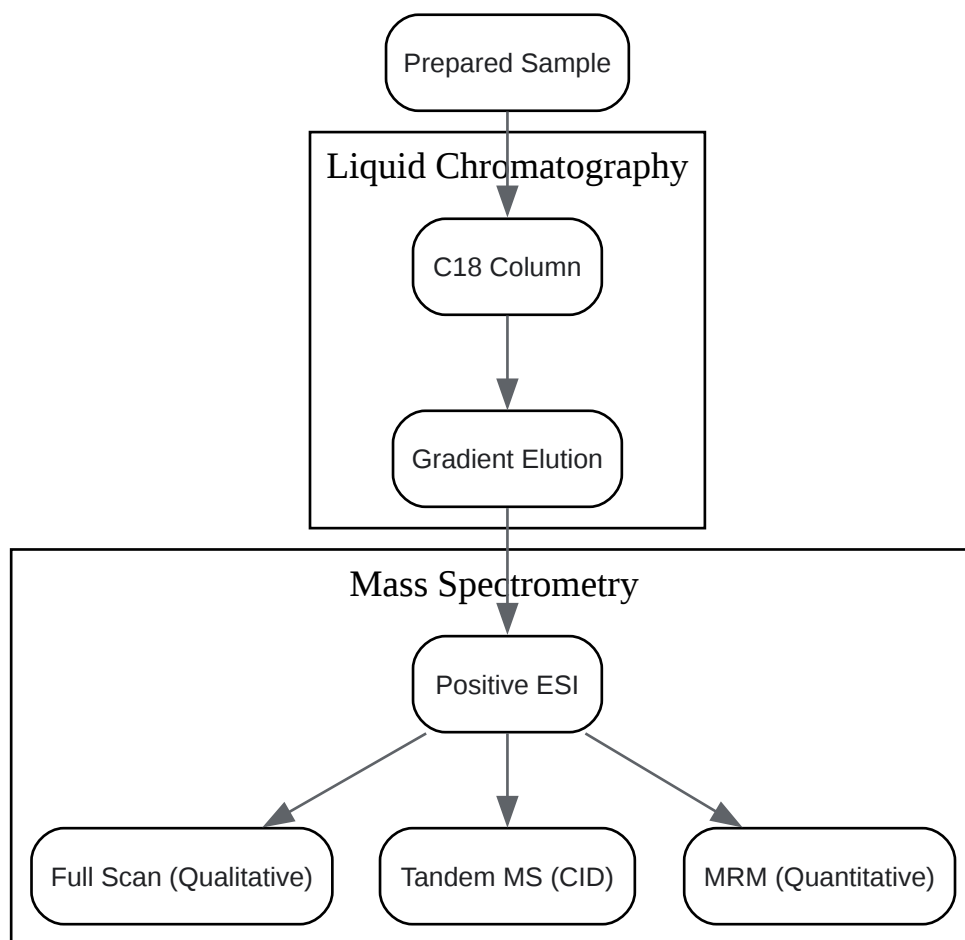 Prepared Sample
Liquid Chromatography
C18 Column
Gradient Elution
Mass Spectrometry
Positive ESI
Full Scan (Qualitative)
Tandem MS (CID)
MRM (Quantitative)